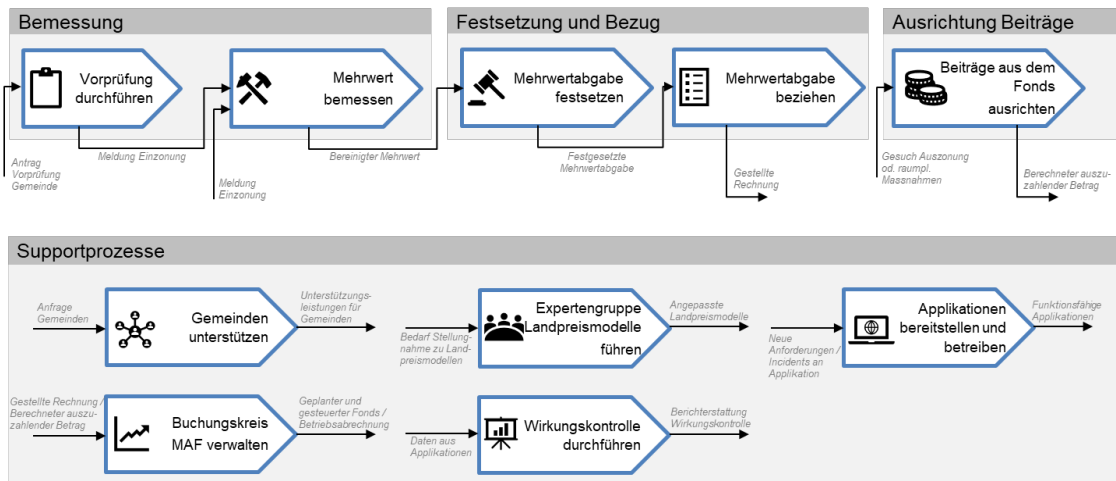 Bemessung
Vorprüfung
durchführen
Mehrwert
bemessen
Antrag
Vorprüfung
Gemeinde
Meldung Einzonung
Meldung
Einzonung
Bereinigter Mehrwert
Festsetzung und Bezug
Mehrwertabgabe
festsetzen
Mehrwertabgabe
beziehen
Festgesetzte
Mehrwertabgabe
Gestellte
Rechnung
Ausrichtung Beiträge
Beiträge aus dem
Fonds
ausrichten
Gesuch Auszonung
od. raumpl.
Massnahmen
Berechneter auszu-
zahlender Betrag
Supportprozesse
Anfrage
Gemeinden
Gemeinden
unterstützen
Unterstützungs-
leistungen für
Gemeinden
Bedarf Stellung-
nahme zu Land-
preismodellen
Expertengruppe
Landpreismodelle
führen
Angepasste
Landpreismodelle
Neue
Anforderungen /
Incidents an
Applikation
Applikationen
bereitstellen und
betreiben
Funktionsfähige
Applikationen
Gestellte Rechnung /
Berechneter auszu-
zahlender Betrag
Buchungskreis
MAF verwalten
Geplanter und
gesteuerter Fonds /
Betriebsabrechnung
Daten aus
Applikationen
Wirkungskontrolle
durchführen
Berichterstattung
Wirkungskontrolle